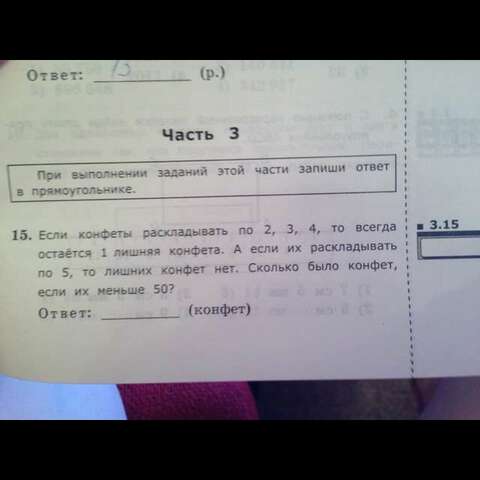 Ответ: 15 (р.)
Часть 3
При выполнении заданий этой части запиши ответ
в прямоугольнике.
15. Если конфеты раскладывать по 2, 3, 4, то всегда
остаётся 1 лишняя конфета. А если их раскладывать
по 5, то лишних конфет нет. Сколько было конфет,
если их меньше 50?
Ответ: __________ (конфет)
3.15